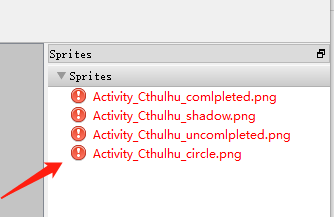 Sprites
Sprites
Activity_Cthulhu_comlpleted.png
Activity_Cthulhu_shadow.png
Activity_Cthulhu_uncomlpleted.png
Activity_Cthulhu_circle.png